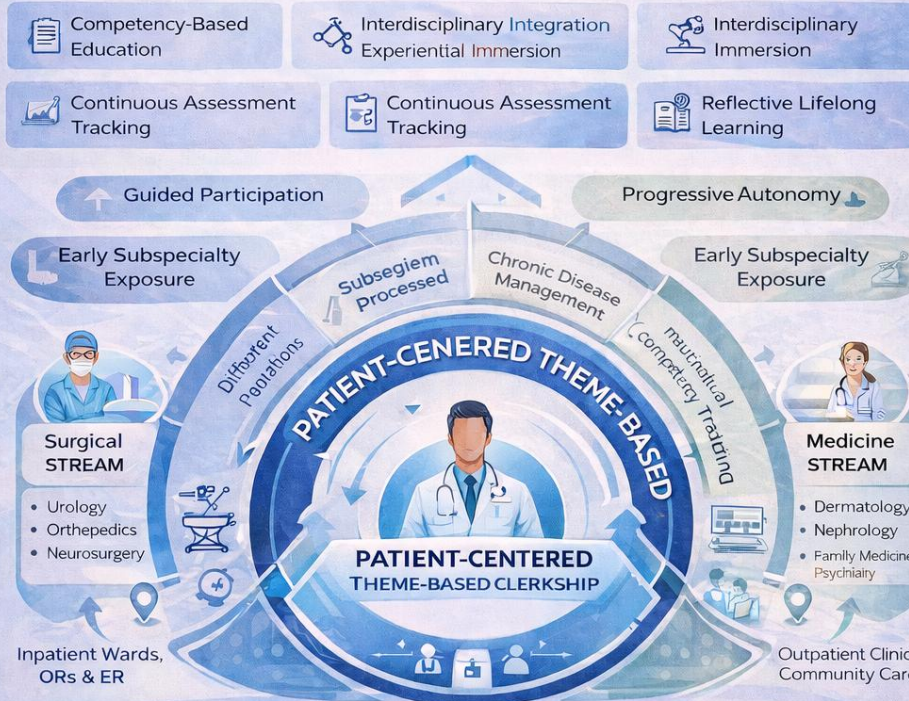 Competency-Based
Education
Interdisciplinary Integration
Experiential Immersion
Interdisciplinary
Immersion
Continuous Assessment
Tracking
Continuous Assessment
Tracking
Reflective Lifelong
Learning
Guided Participation
Progressive Autonomy
Early Subspecialty
Exposure
Early Subspecialty
Exposure
Subsegiem
Processed
Chronic Disease
Management
PATIENT-CENERED THEME-BASED
Surgical
STREAM
Urology
Orthepedics
Neurosurgery
Medicine
STREAM
Dermatology
Nephrology
Family Medicine
Psychiairy
PATIENT-CENTERED
THEME-BASED CLERKSHIP
Inpatient Wards,
ORs & ER
Outpatient Clinic
Community Care